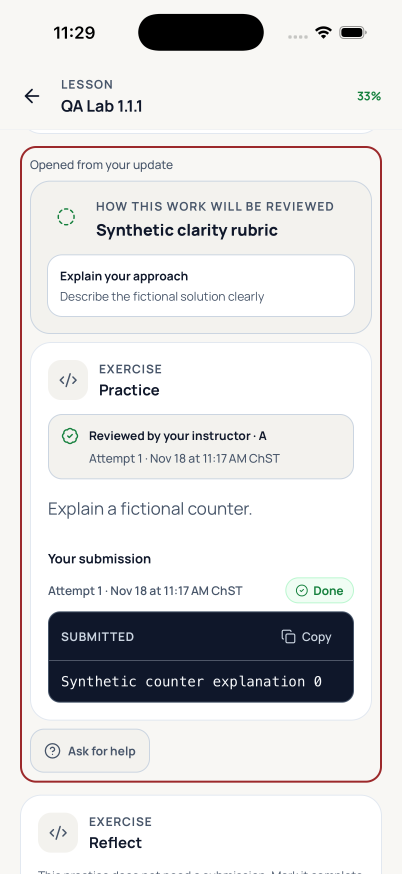 11:29
LESSON
QA Lab 1.1.1
33%
Opened from your update
HOW THIS WORK WILL BE REVIEWED
Synthetic clarity rubric
Explain your approach
Describe the fictional solution clearly
EXERCISE
Practice
Reviewed by your instructor · A
Attempt 1 · Nov 18 at 11:17 AM ChST
Explain a fictional counter.
Your submission
Attempt 1 · Nov 18 at 11:17 AM ChST
Done
SUBMITTED
Copy
Synthetic counter explanation 0
Ask for help
EXERCISE
Reflect